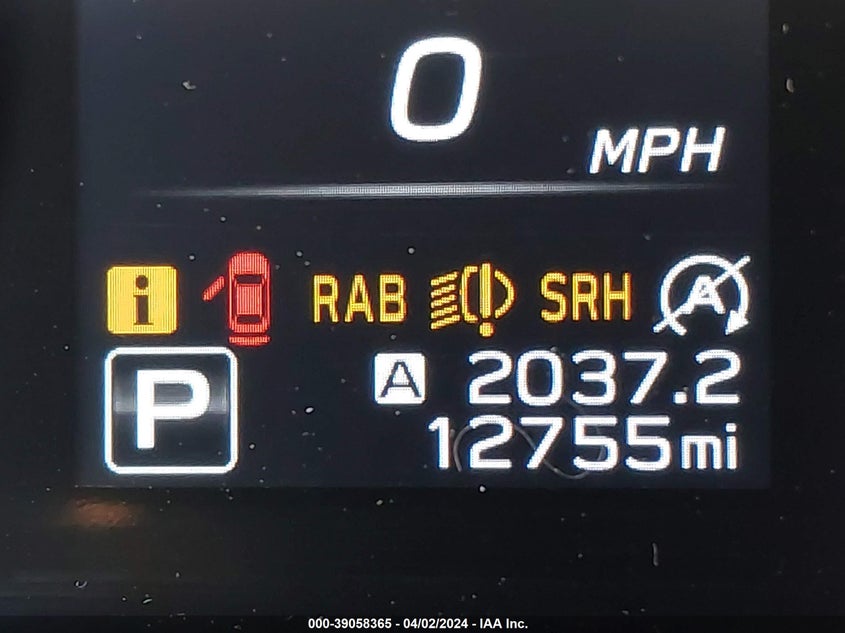 0
MPH
i RAB SRH A
P A 2037.2
12755mi
000-39058365 - 04/02/2024 - IAA Inc.